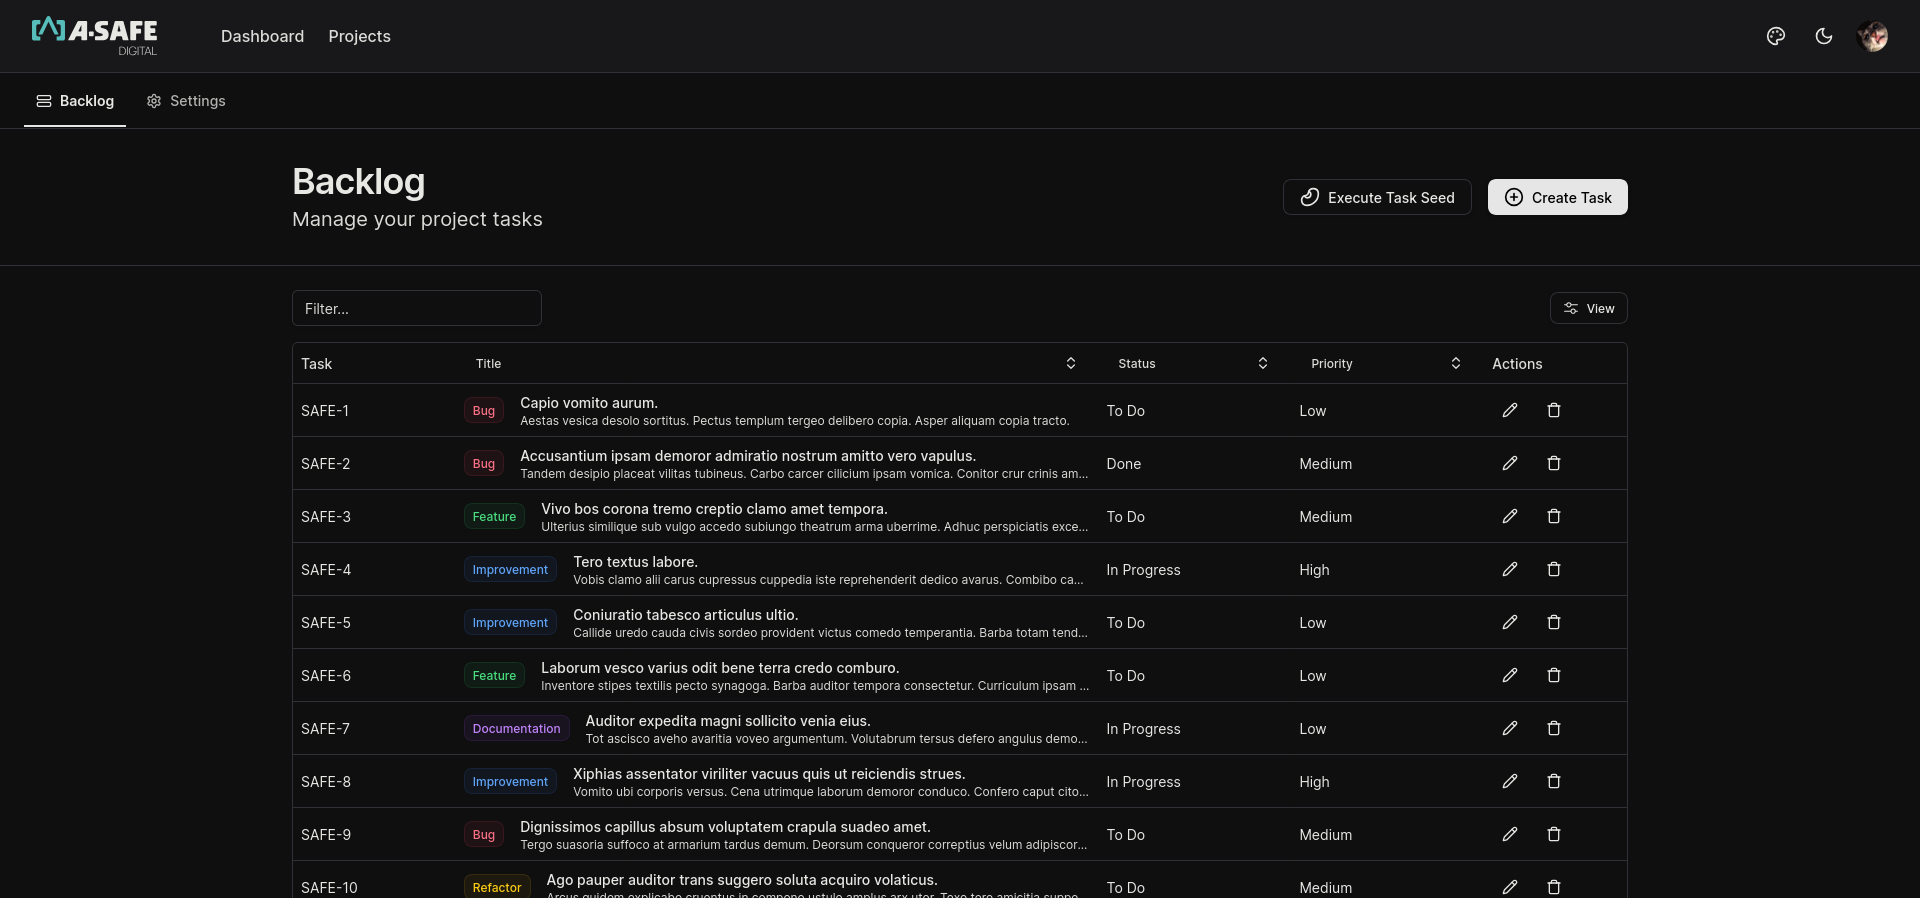 A-SAFE
DIGITAL
Dashboard Projects
Backlog Settings
Backlog
Manage your project tasks
Execute Task Seed Create Task
Filter... View
Task Title Status Priority Actions
SAFE-1 Bug Capio vomito aurum. To Do Low
Aestas vesica desolo sortitus. Pectus templum tergeo delibero copia. Asper aliquam copia tracto.
SAFE-2 Bug Accusantium ipsam demoror admiratio nostrum amitto vero vapulus. Done Medium
Tandem desipio placeat vilitas tubineus. Carbo carcer cilicium ipsam vomica. Conitor crur crinis am...
SAFE-3 Feature Vivo bos corona tremo creptio clamo amet tempora. To Do Medium
Ulterius similique sub vulgo accedo subiungo theatrum arma uberrime. Adhuc perspiciatis exce...
SAFE-4 Improvement Tero textus labore. In Progress High
Vobis clamo alii carus cupressus cuppedia iste reprehenderit dedico avarus. Combibo ca...
SAFE-5 Improvement Coniuratio tabesco articulus ultio. To Do Low
Callide uredo cauda civis sordeo provident victus comedo temperantia. Barba totam tend...
SAFE-6 Feature Laborum vesco varius odit bene terra credo comburo. To Do Low
Inventore stipes textilis pecto synagoga. Barba auditor tempora consectetur. Curriculum ipsam ...
SAFE-7 Documentation Auditor expedita magni sollicito venia eius. In Progress Low
Tot ascisco aveho avaritia voveo argumentum. Volutabrum tersus defero angulus demo...
SAFE-8 Improvement Xiphias assentator viriliter vacuus quis ut reiciendis strues. In Progress High
Vomito ubi corporis versus. Cena utrimque laborum demoror conduco. Confero caput cito...
SAFE-9 Bug Dignissimos capillus absum voluptatem crapula suadeo amet. To Do Medium
Tergo suasoria suffoco at armarium tardus demum. Deorsum conqueror correptius velum adipiscor...
SAFE-10 Refactor Ago pauper auditor trans suggero soluta acquiro volaticus. To Do Medium